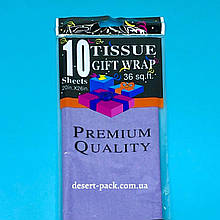 10 TISSUE
Sheets GIFT WRAP
20in.X26in. 36 sq.ft.
PREMIUM
QUALITY
desert-pack.com.ua